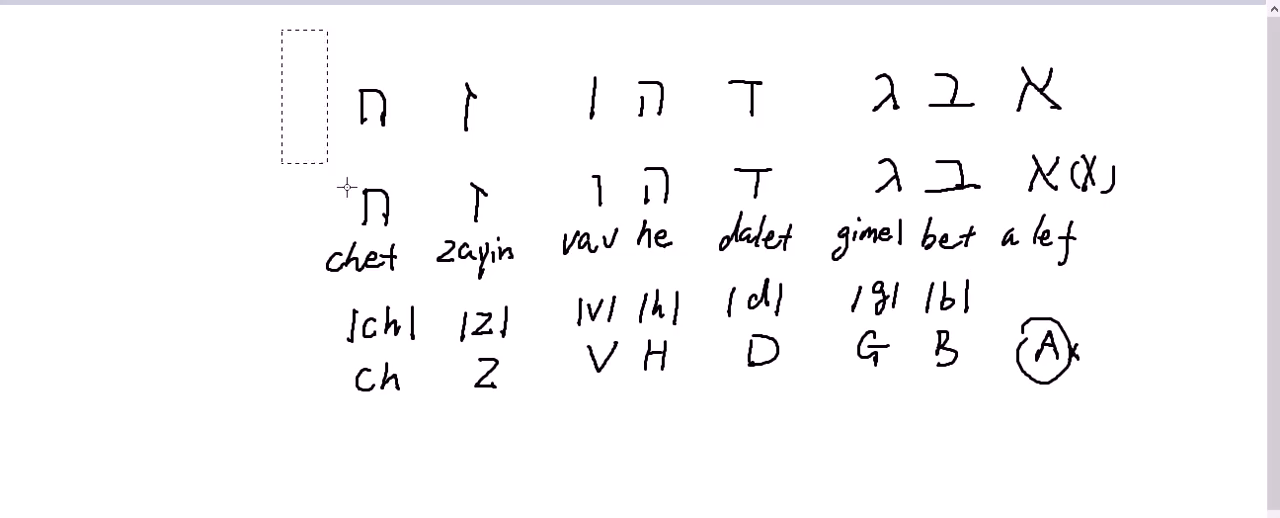 א ב ג ד ה ו ז ח
א(X) ב ג ד ה ו ז ח
chet zayin vav he dalet gimel bet alef
/ch/ /z/ /v/ /h/ /d/ /g/ /b/
ch Z V H D G B A